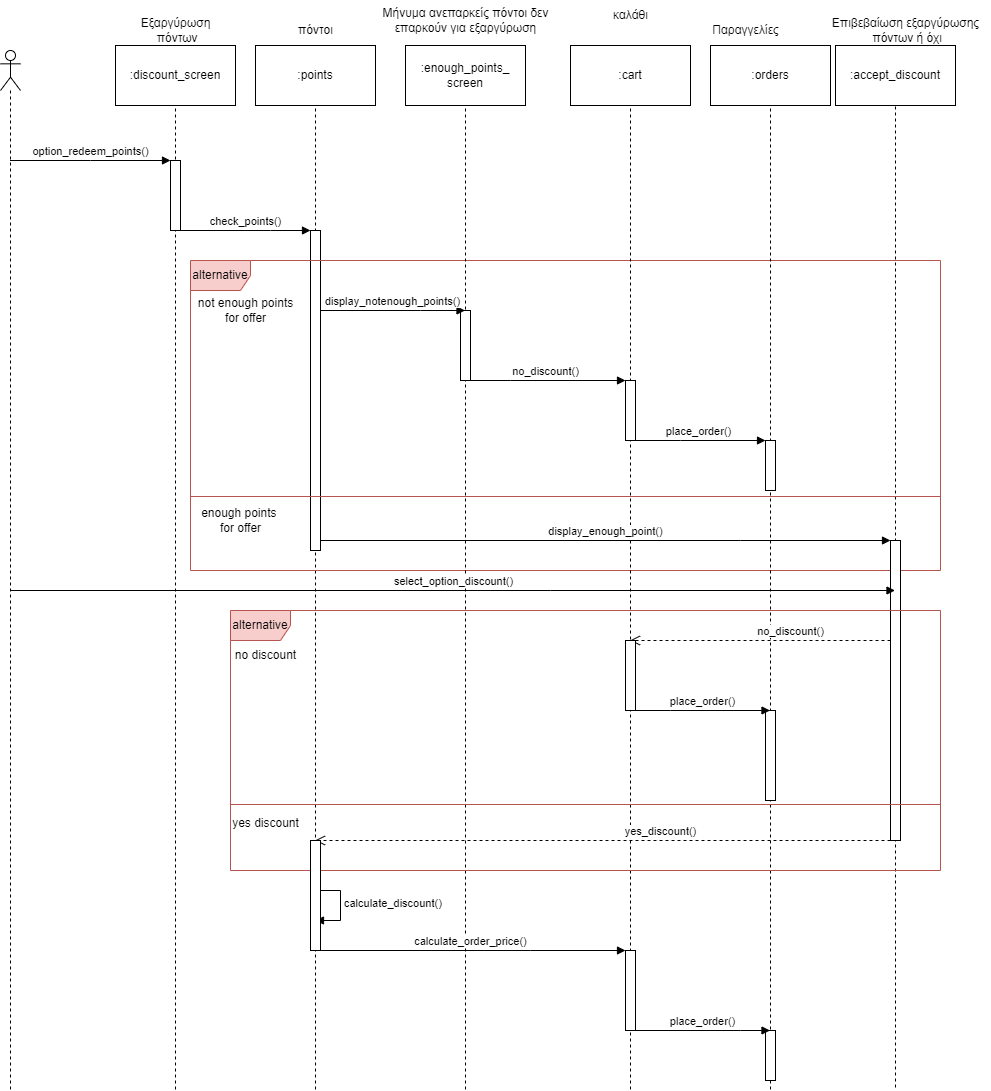 Εξαργύρωση
πόντων
πόντοι
Μήνυμα ανεπαρκείς πόντοι δεν
επαρκούν για εξαργύρωση
καλάθι
Παραγγελίες
Επιβεβαίωση εξαργύρωσης
πόντων ή όχι
:discount_screen
:points
:enough_points_
screen
:cart
:orders
:accept_discount
option_redeem_points()
check_points()
alternative
not enough points
for offer
display_notenough_points()
no_discount()
place_order()
enough points
for offer
display_enough_point()
select_option_discount()
alternative
no_discount()
no discount
place_order()
yes discount
yes_discount()
calculate_discount()
calculate_order_price()
place_order()